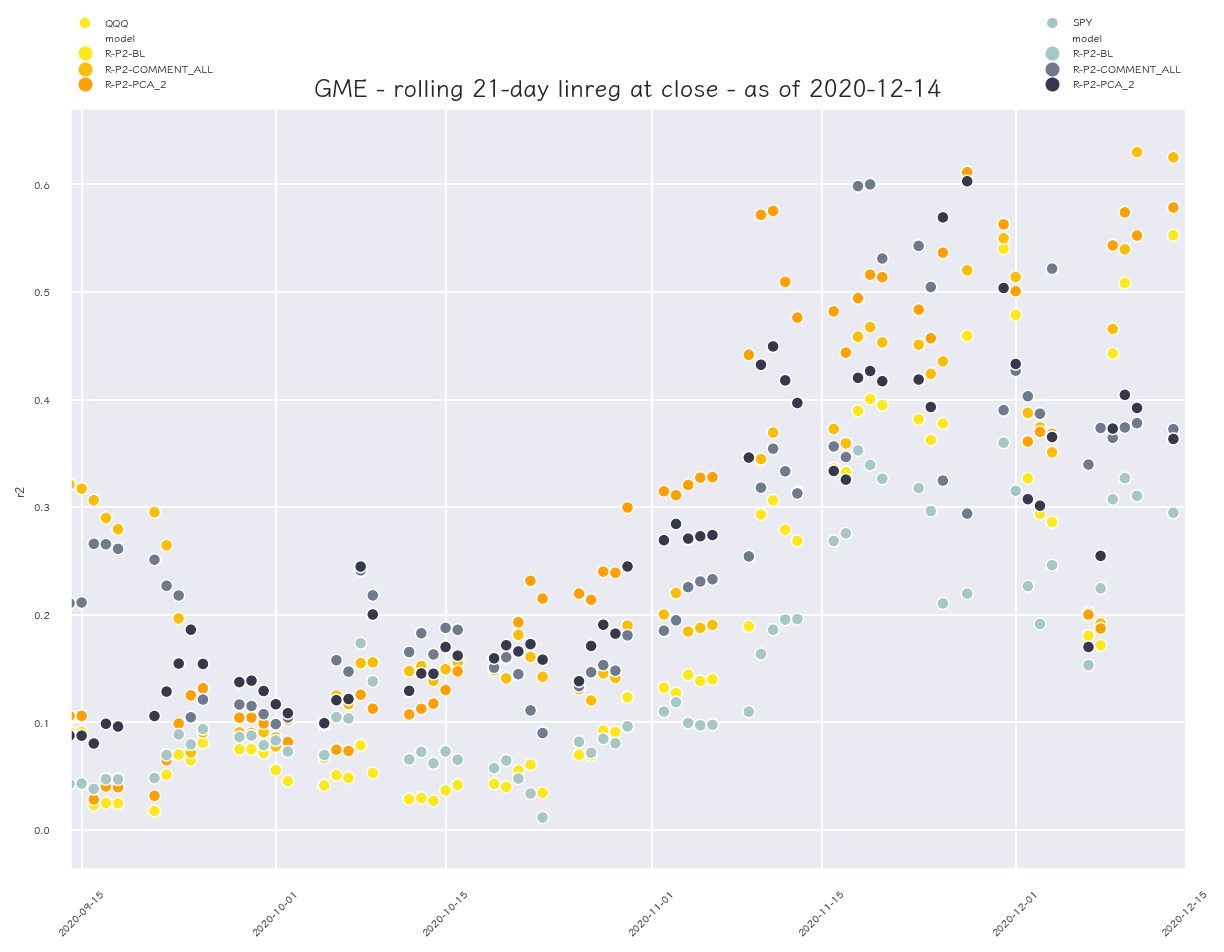 QQQ
model
R-P2-BL
R-P2-COMMENT_ALL
R-P2-PCA_2
SPY
model
R-P2-BL
R-P2-COMMENT_ALL
R-P2-PCA_2
GME - rolling 21-day linreg at close - as of 2020-12-14
0.6
0.5
0.4
0.3
0.2
0.1
0.0
r2
2020-09-15
2020-10-01
2020-10-15
2020-11-01
2020-11-15
2020-12-01
2020-12-15